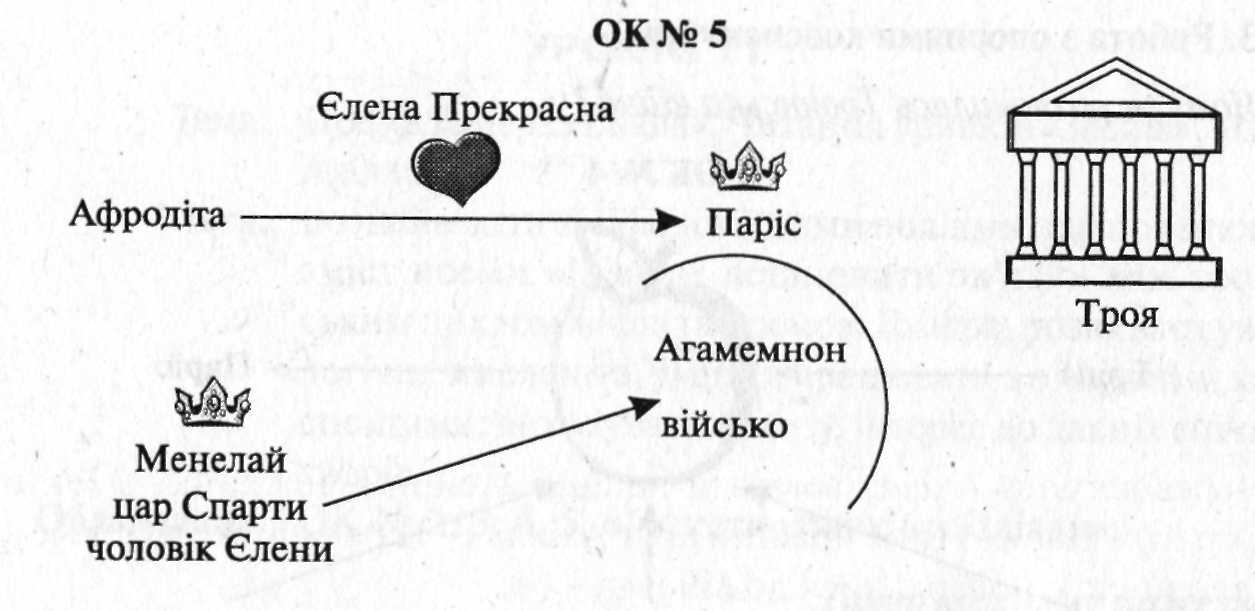 ОК № 5
Єлена Прекрасна
Афродіта
Паріс
Троя
Агамемнон
військо
Менелай
цар Спарти
чоловік Єлени